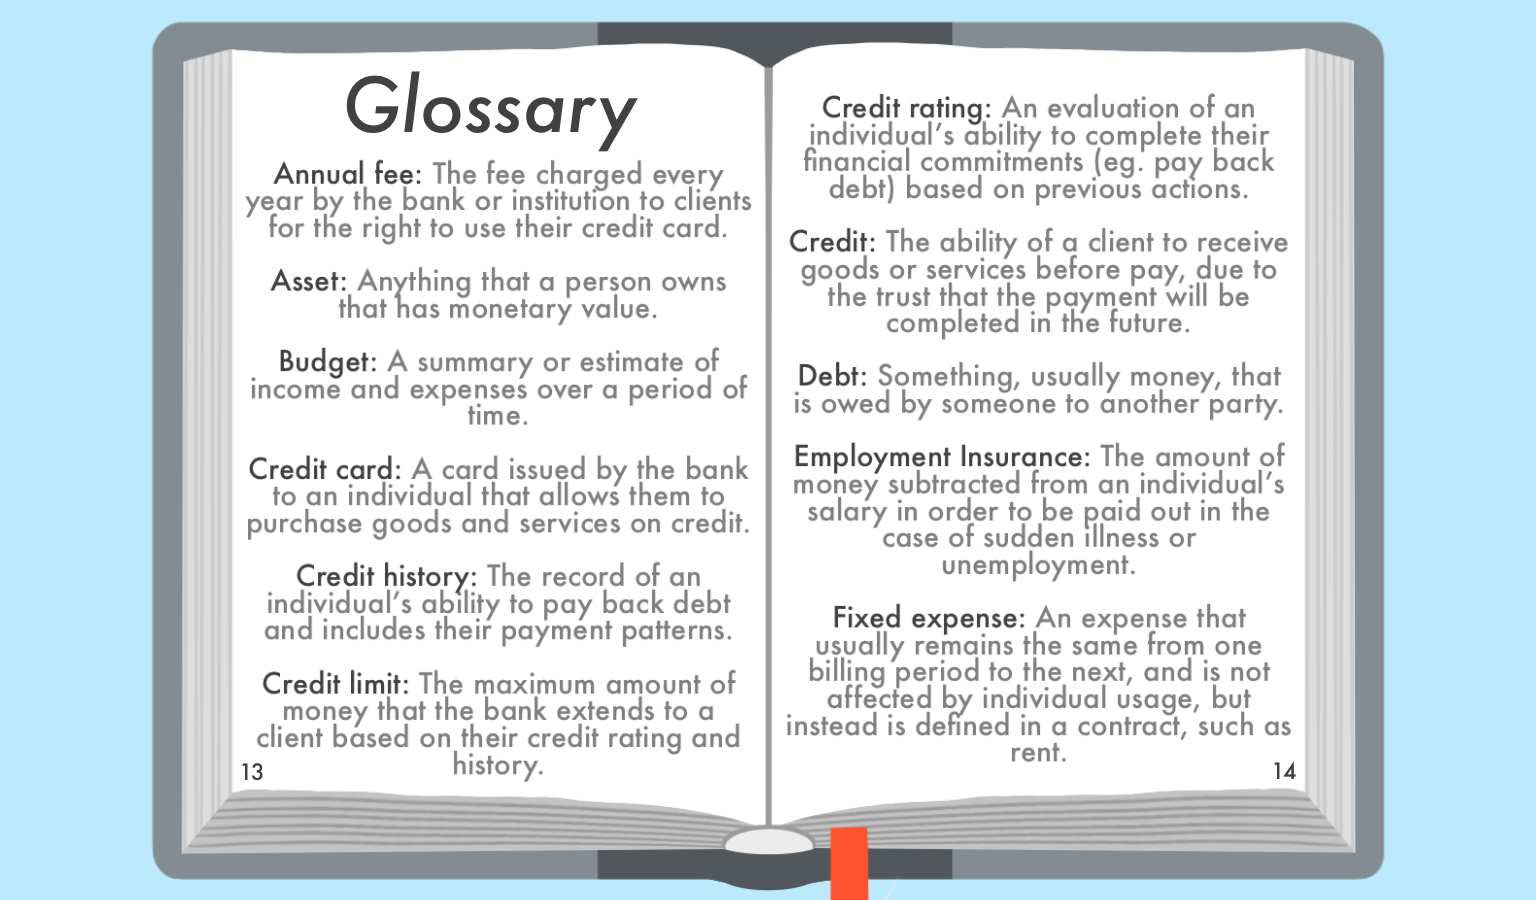 Glossary
Annual fee: The fee charged every
year by the bank or institution to clients
for the right to use their credit card.
Asset: Anything that a person owns
that has monetary value.
Budget: A summary or estimate of
income and expenses over a period of
time.
Credit card: A card issued by the bank
to an individual that allows them to
purchase goods and services on credit.
Credit history: The record of an
individual’s ability to pay back debt
and includes their payment patterns.
Credit limit: The maximum amount of
money that the bank extends to a
client based on their credit rating and
history.
13
Credit rating: An evaluation of an
individual’s ability to complete their
financial commitments (eg. pay back
debt) based on previous actions.
Credit: The ability of a client to receive
goods or services before pay, due to
the trust that the payment will be
completed in the future.
Debt: Something, usually money, that
is owed by someone to another party.
Employment Insurance: The amount of
money subtracted from an individual’s
salary in order to be paid out in the
case of sudden illness or
unemployment.
Fixed expense: An expense that
usually remains the same from one
billing period to the next, and is not
affected by individual usage, but
instead is defined in a contract, such as
rent.
14